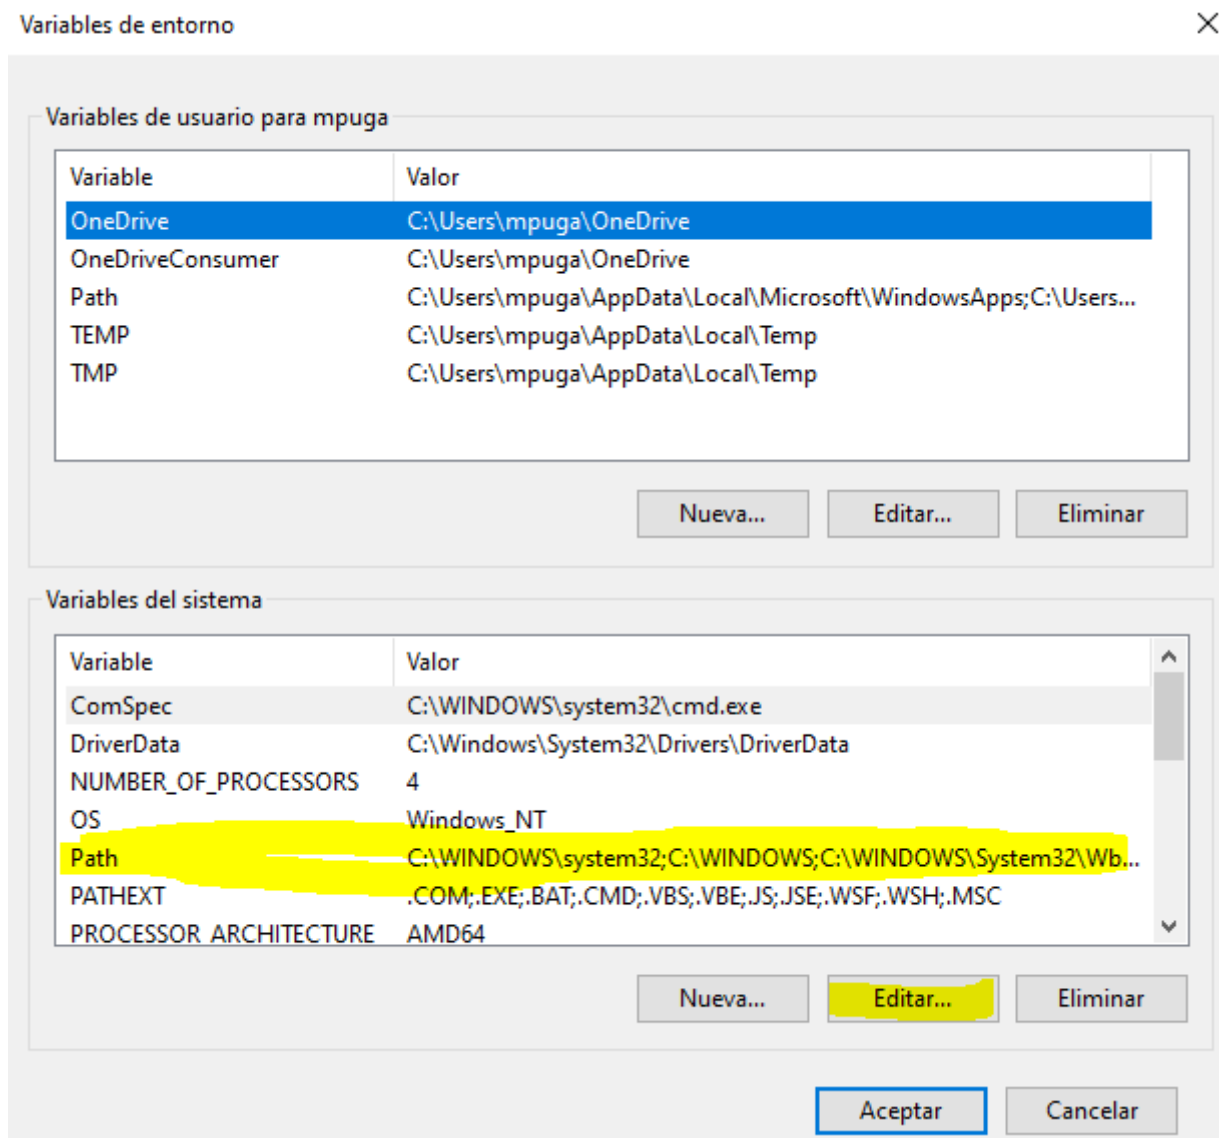 Variables de entorno
Variables de usuario para mpuga
Variable Valor
OneDrive C:\Users\mpuga\OneDrive
OneDriveConsumer C:\Users\mpuga\OneDrive
Path C:\Users\mpuga\AppData\Local\Microsoft\WindowsApps;C:\Users...
TEMP C:\Users\mpuga\AppData\Local\Temp
TMP C:\Users\mpuga\AppData\Local\Temp
Nueva... Editar... Eliminar
Variables del sistema
Variable Valor
ComSpec C:\WINDOWS\system32\cmd.exe
DriverData C:\Windows\System32\Drivers\DriverData
NUMBER_OF_PROCESSORS 4
OS Windows_NT
Path C:\WINDOWS\system32;C:\WINDOWS;C:\WINDOWS\System32\Wb...
PATHEXT .COM;.EXE;.BAT;.CMD;.VBS;.VBE;.JS;.JSE;.WSF;.WSH;.MSC
PROCESSOR_ARCHITECTURE AMD64
Nueva... Editar... Eliminar
Aceptar Cancelar